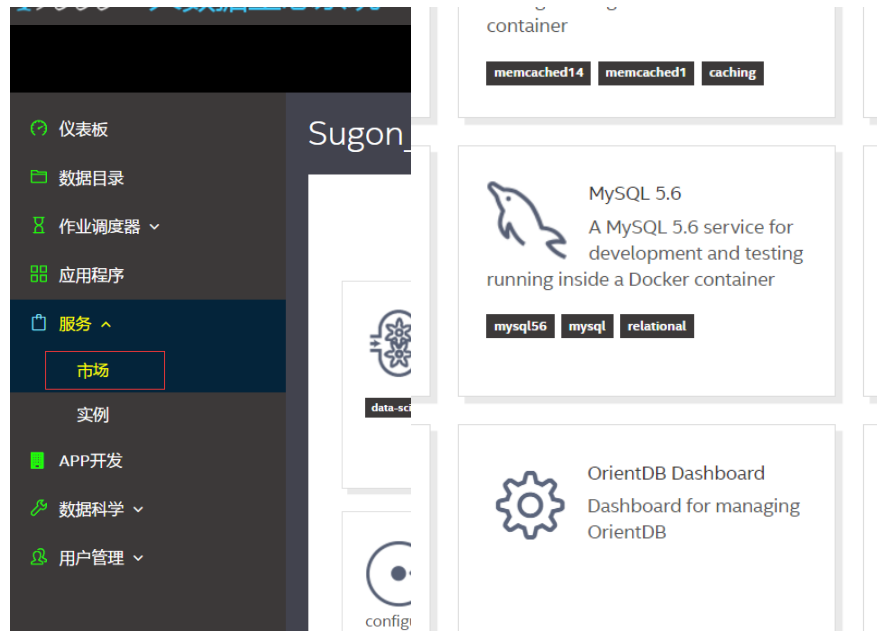 仪表板
数据目录
作业调度器
应用程序
服务
市场
实例
APP开发
数据科学
用户管理
Sugon_
data-sci
config
container
memcached14 memcached1 caching
MySQL 5.6
A MySQL 5.6 service for
development and testing
running inside a Docker container
mysql56 mysql relational
OrientDB Dashboard
Dashboard for managing
OrientDB